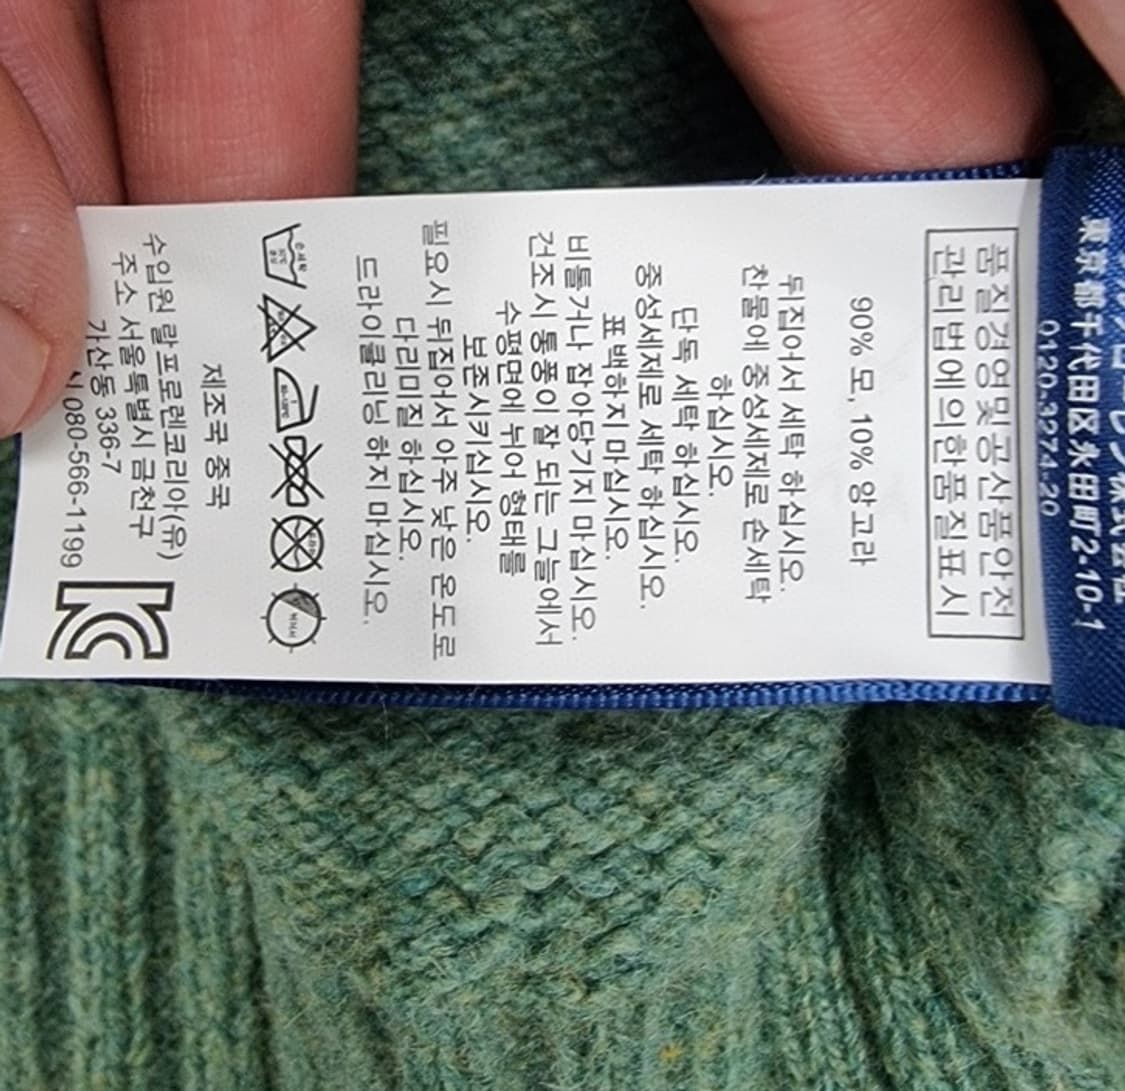 품질경영및공산품안전
관리법에의한품질표시
90% 모, 10% 앙고라
뒤집어서 세탁 하십시오.
찬물에 중성세제로 손세탁
하십시오.
단독 세탁 하십시오.
중성세제로 세탁 하십시오.
표백하지 마십시오.
비틀거나 잡아당기지 마십시오.
건조시 통풍이 잘 되는 그늘에서
수평면에 뉘어 형태를
보존시키십시오.
필요시 뒤집어서 아주 낮은 온도로
다리미질 하십시오.
드라이클리닝 하지 마십시오.
손세탁
제조국 중국
수입원 랄프로렌코리아(유)
주소 서울특별시 금천구
가산동 336-7
080-566-1199
東京都千代田区永田町2-10-1
0120-3274-20